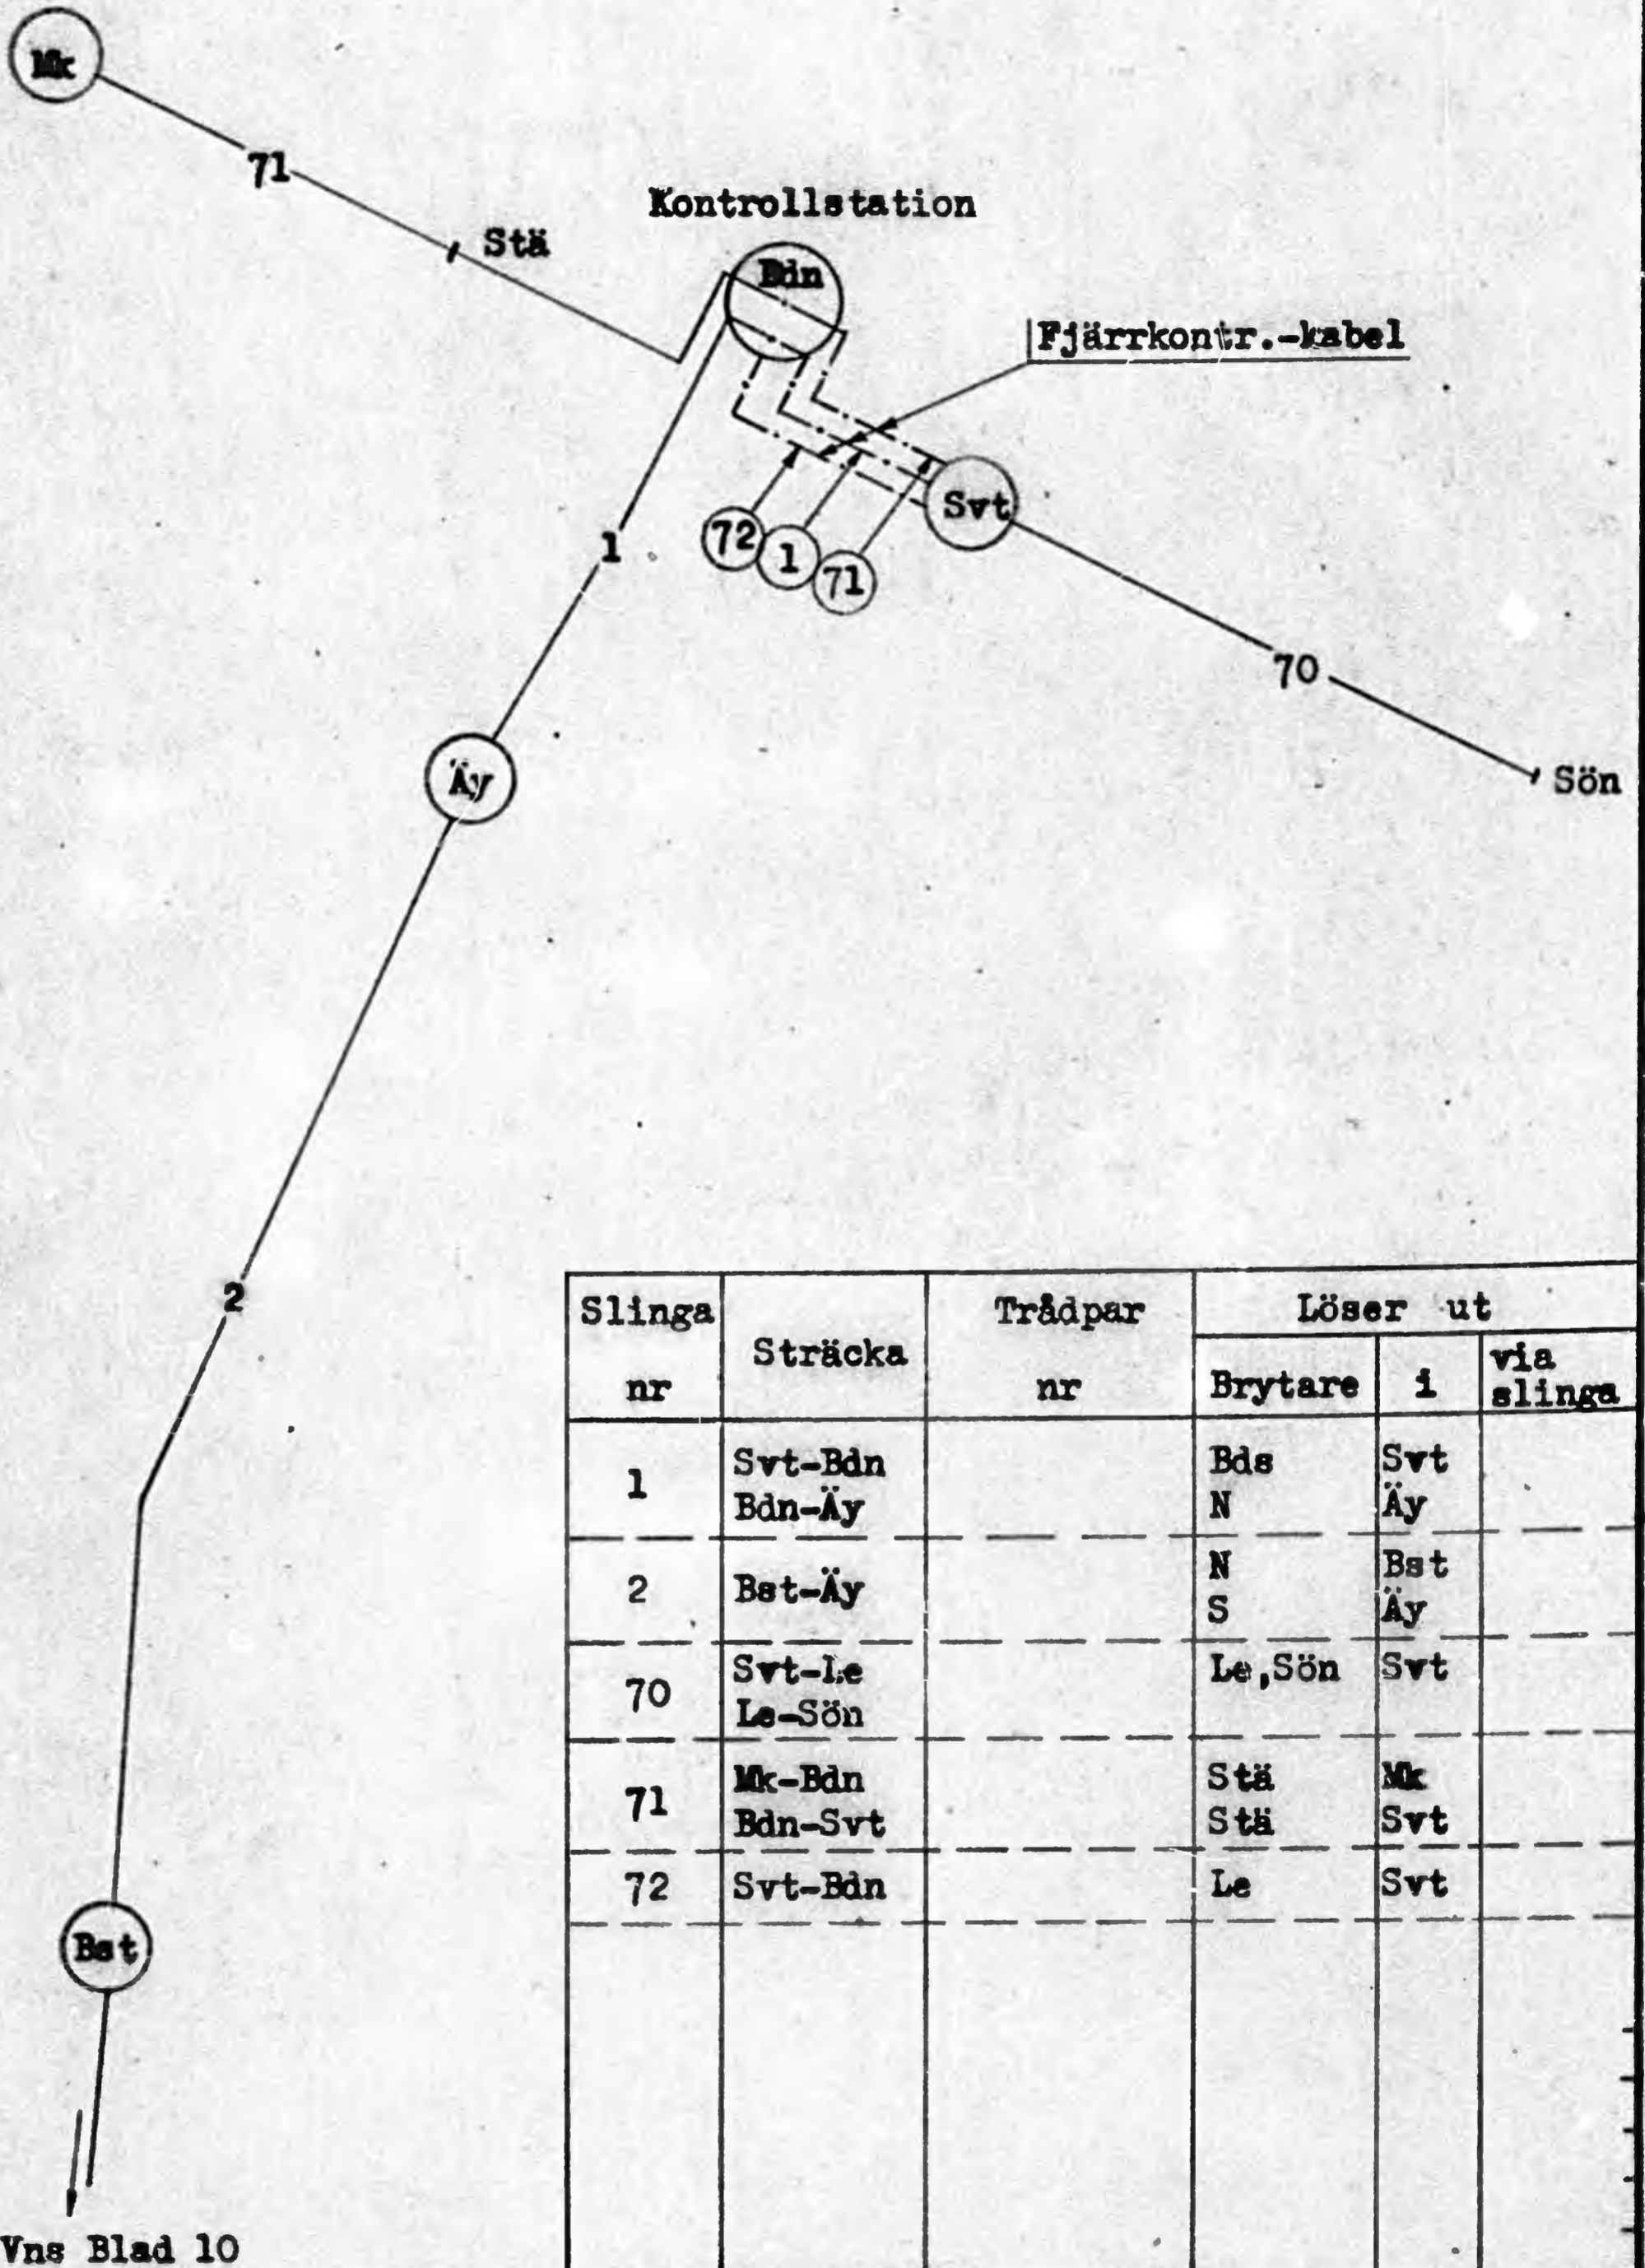 Mk
71
Stä
Kontrollstation
Bdn
Fjärrkontr.-kabel
Svt
72
1
71
1
70
Sön
Äy
2
Bst
Vns Blad 10
Slinga nr Sträcka Trådpar nr Löser ut
Brytare i via slinga
1 Svt-Bdn Bds Svt
Bdn-Äy N Äy
2 Bst-Äy N Bst
S Äy
70 Svt-Le Le,Sön Svt
Le-Sön
71 Mk-Bdn Stä Mk
Bdn-Svt Stä Svt
72 Svt-Bdn Le Svt